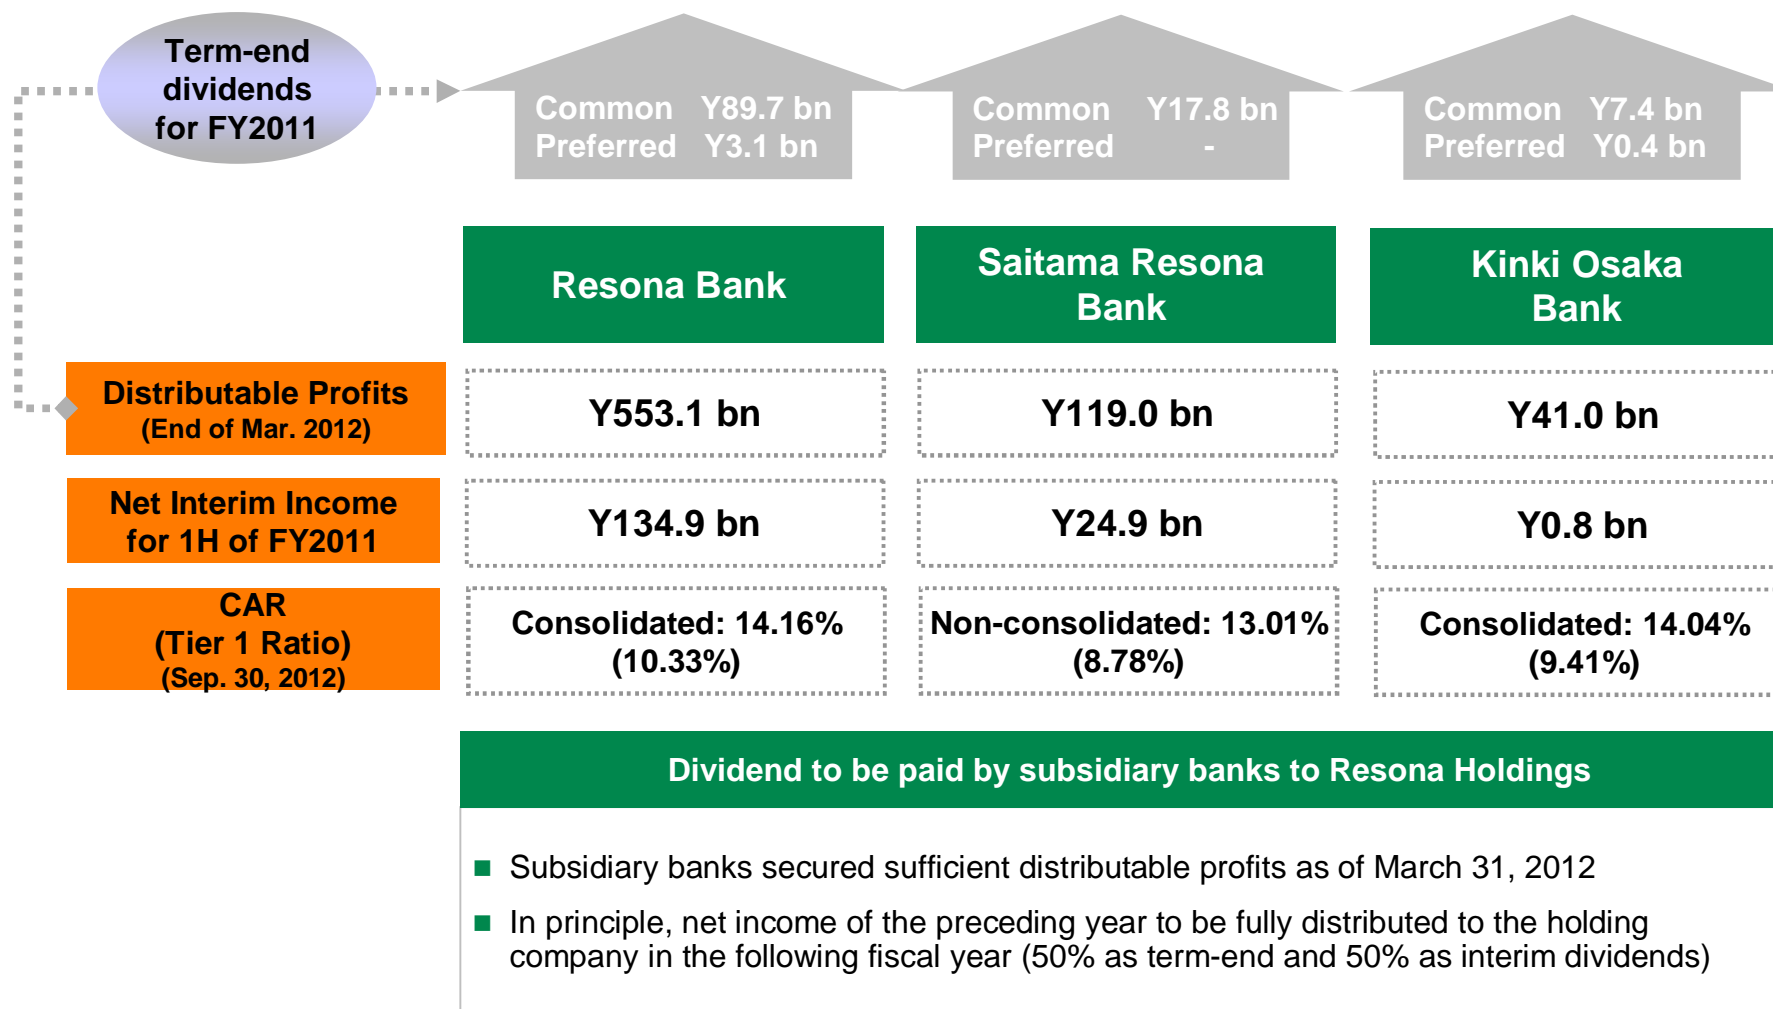 Term-end
dividends
for FY2011
Common Y89.7 bn
Preferred Y3.1 bn
Common Y17.8 bn
Preferred -
Common Y7.4 bn
Preferred Y0.4 bn
Resona Bank
Saitama Resona
Bank
Kinki Osaka
Bank
Distributable Profits
(End of Mar. 2012)
Y553.1 bn
Y119.0 bn
Y41.0 bn
Net Interim Income
for 1H of FY2011
Y134.9 bn
Y24.9 bn
Y0.8 bn
CAR
(Tier 1 Ratio)
(Sep. 30, 2012)
Consolidated: 14.16%
(10.33%)
Non-consolidated: 13.01%
(8.78%)
Consolidated: 14.04%
(9.41%)
Dividend to be paid by subsidiary banks to Resona Holdings
Subsidiary banks secured sufficient distributable profits as of March 31, 2012
In principle, net income of the preceding year to be fully distributed to the holding
company in the following fiscal year (50% as term-end and 50% as interim dividends)